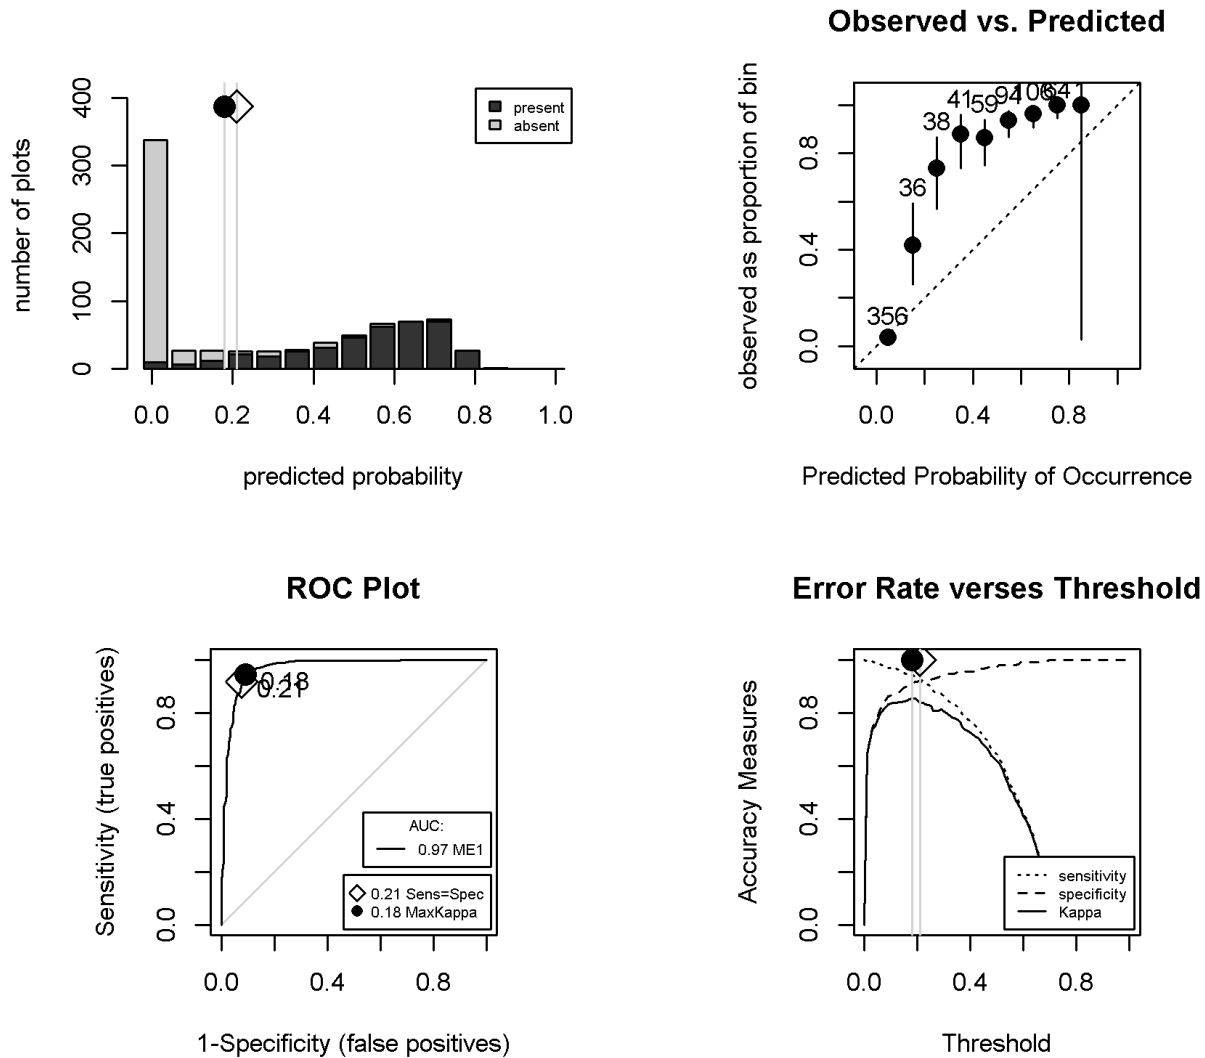 number of plots
400
300
200
100
0
present
absent
0.0 0.2 0.4 0.6 0.8 1.0
predicted probability
Observed vs. Predicted
observed as proportion of bin
0.8
0.4
0.0
356
36
38
41
59
94
106
64
1
0.0 0.4 0.8
Predicted Probability of Occurrence
ROC Plot
Sensitivity (true positives)
0.8
0.4
0.0
0.18
0.21
AUC:
0.97 ME1
0.21 Sens=Spec
0.18 MaxKappa
0.0 0.4 0.8
1-Specificity (false positives)
Error Rate verses Threshold
Accuracy Measures
0.8
0.4
0.0
sensitivity
specificity
Kappa
0.0 0.4 0.8
Threshold